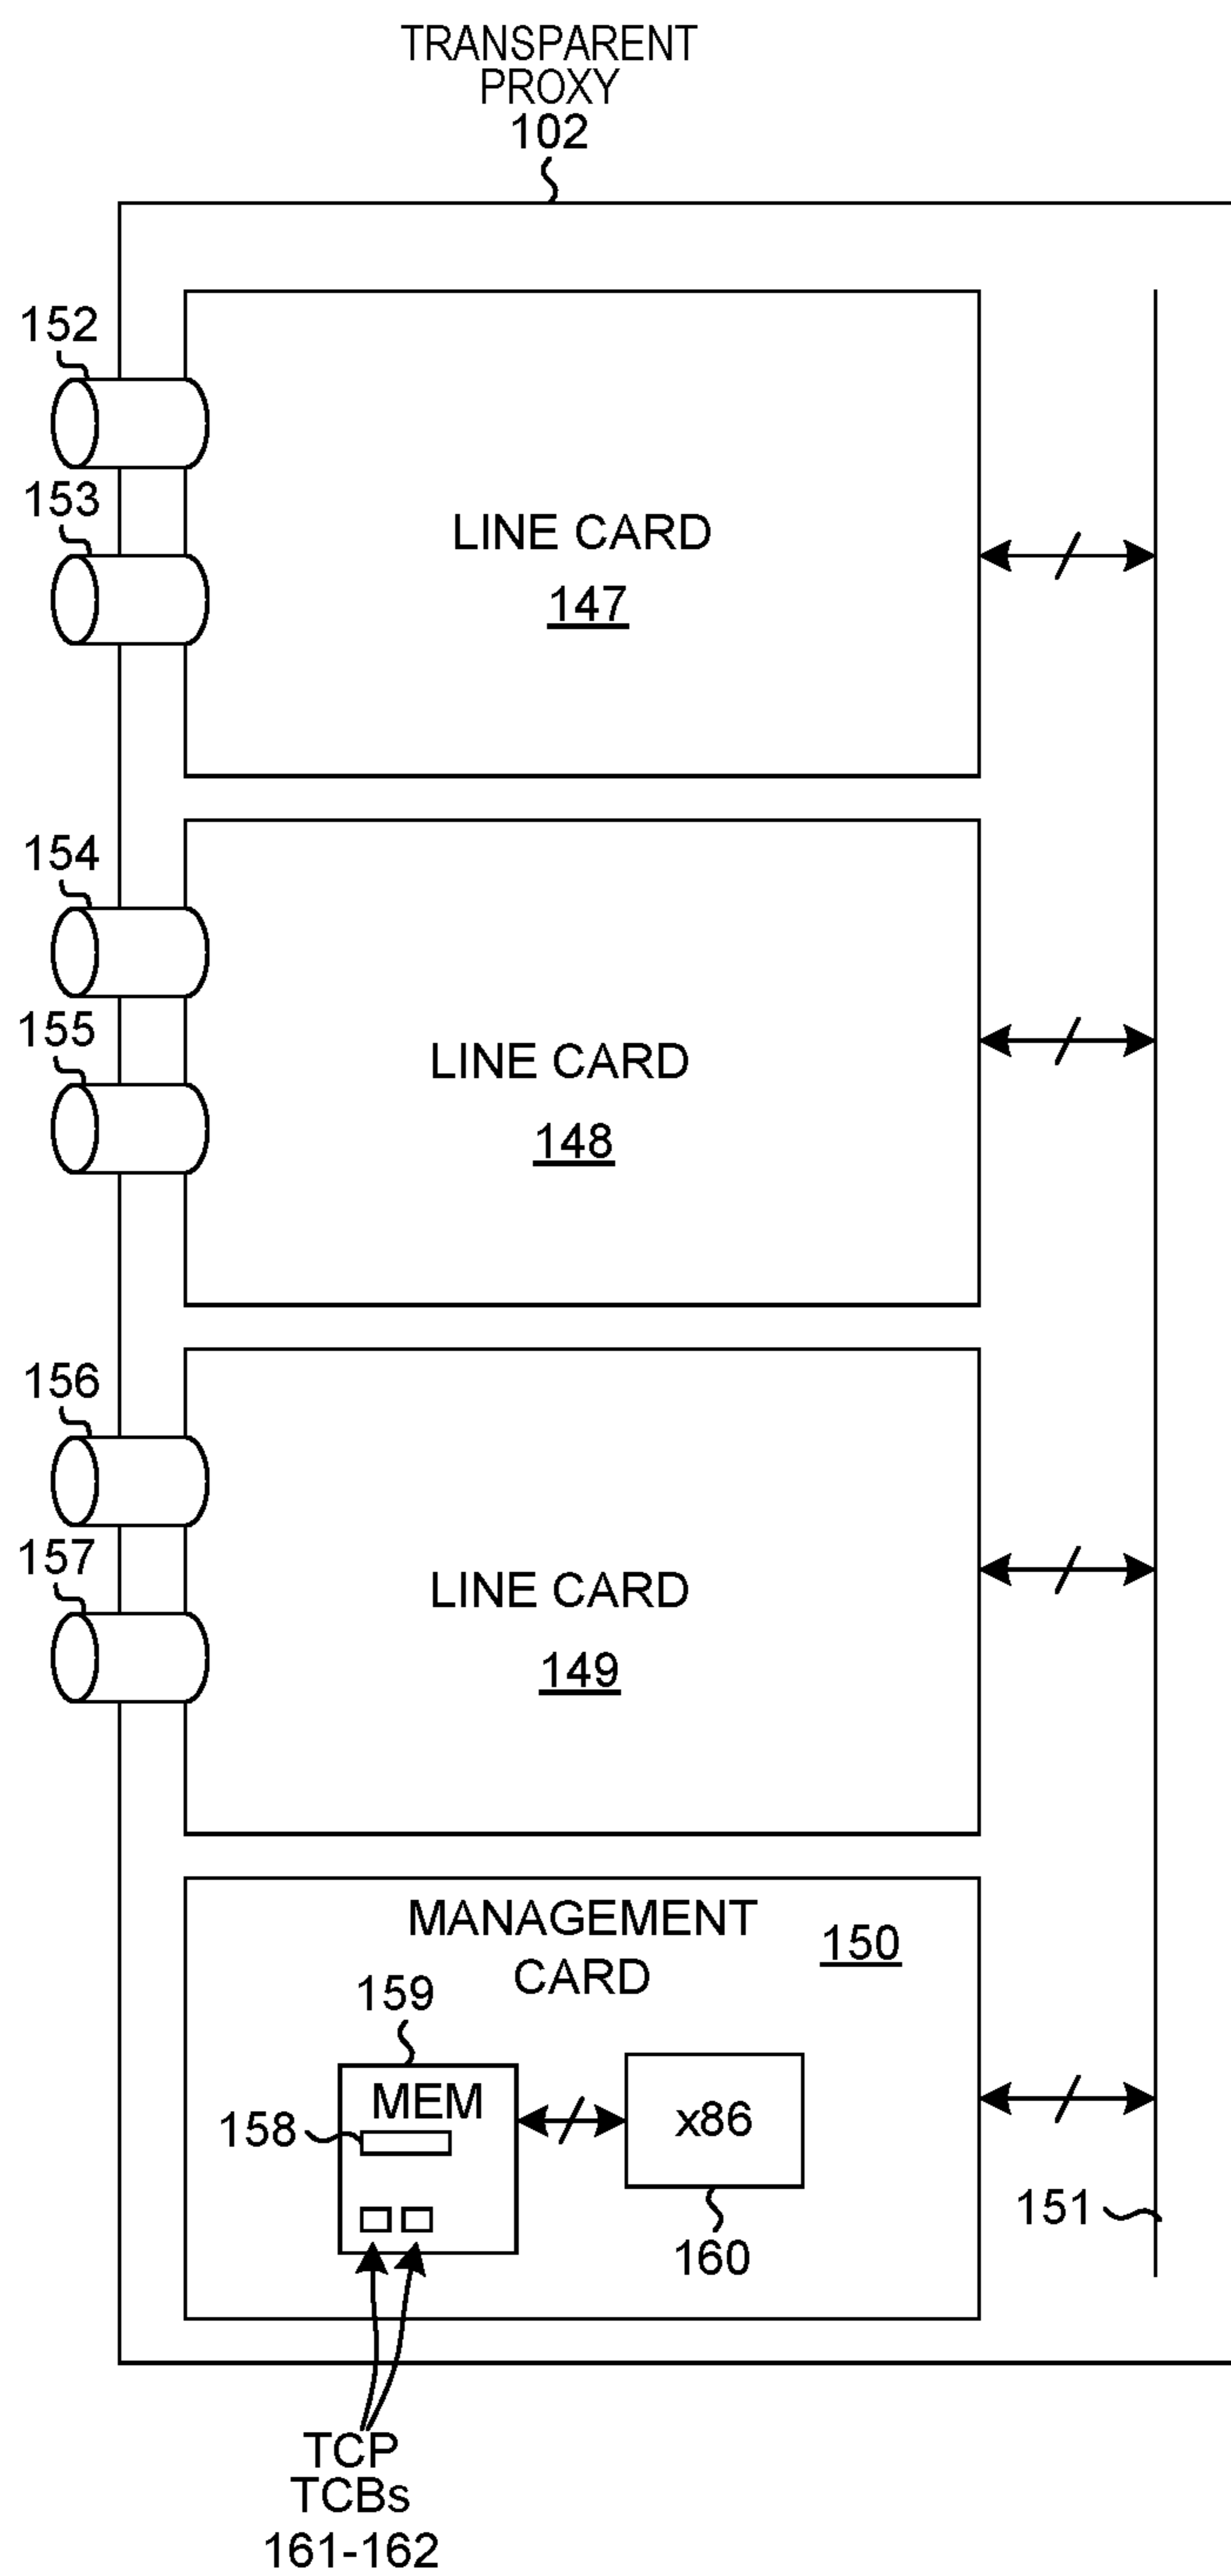 TRANSPARENT
PROXY
102
152
153
LINE CARD
147
154
155
LINE CARD
148
156
157
LINE CARD
149
MANAGEMENT
CARD
150
159
MEM
158
x86
160
151
TCP
TCBs
161-162